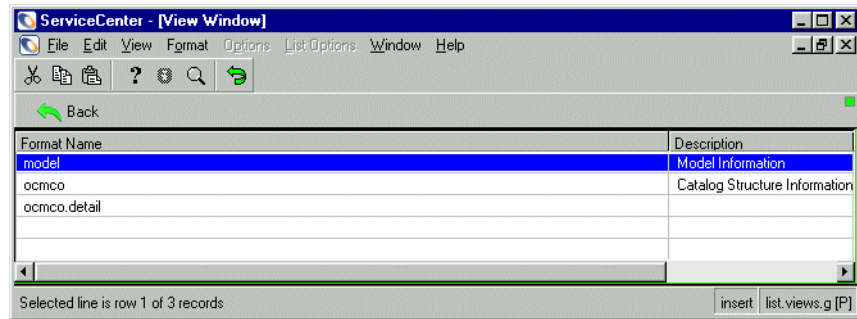 ServiceCenter - [View Window]
File Edit View Format Options List Options Window Help
?
Back
Format Name Description
model Model Information
ocmco Catalog Structure Information
ocmco.detail
Selected line is row 1 of 3 records insert list.views.g [P]